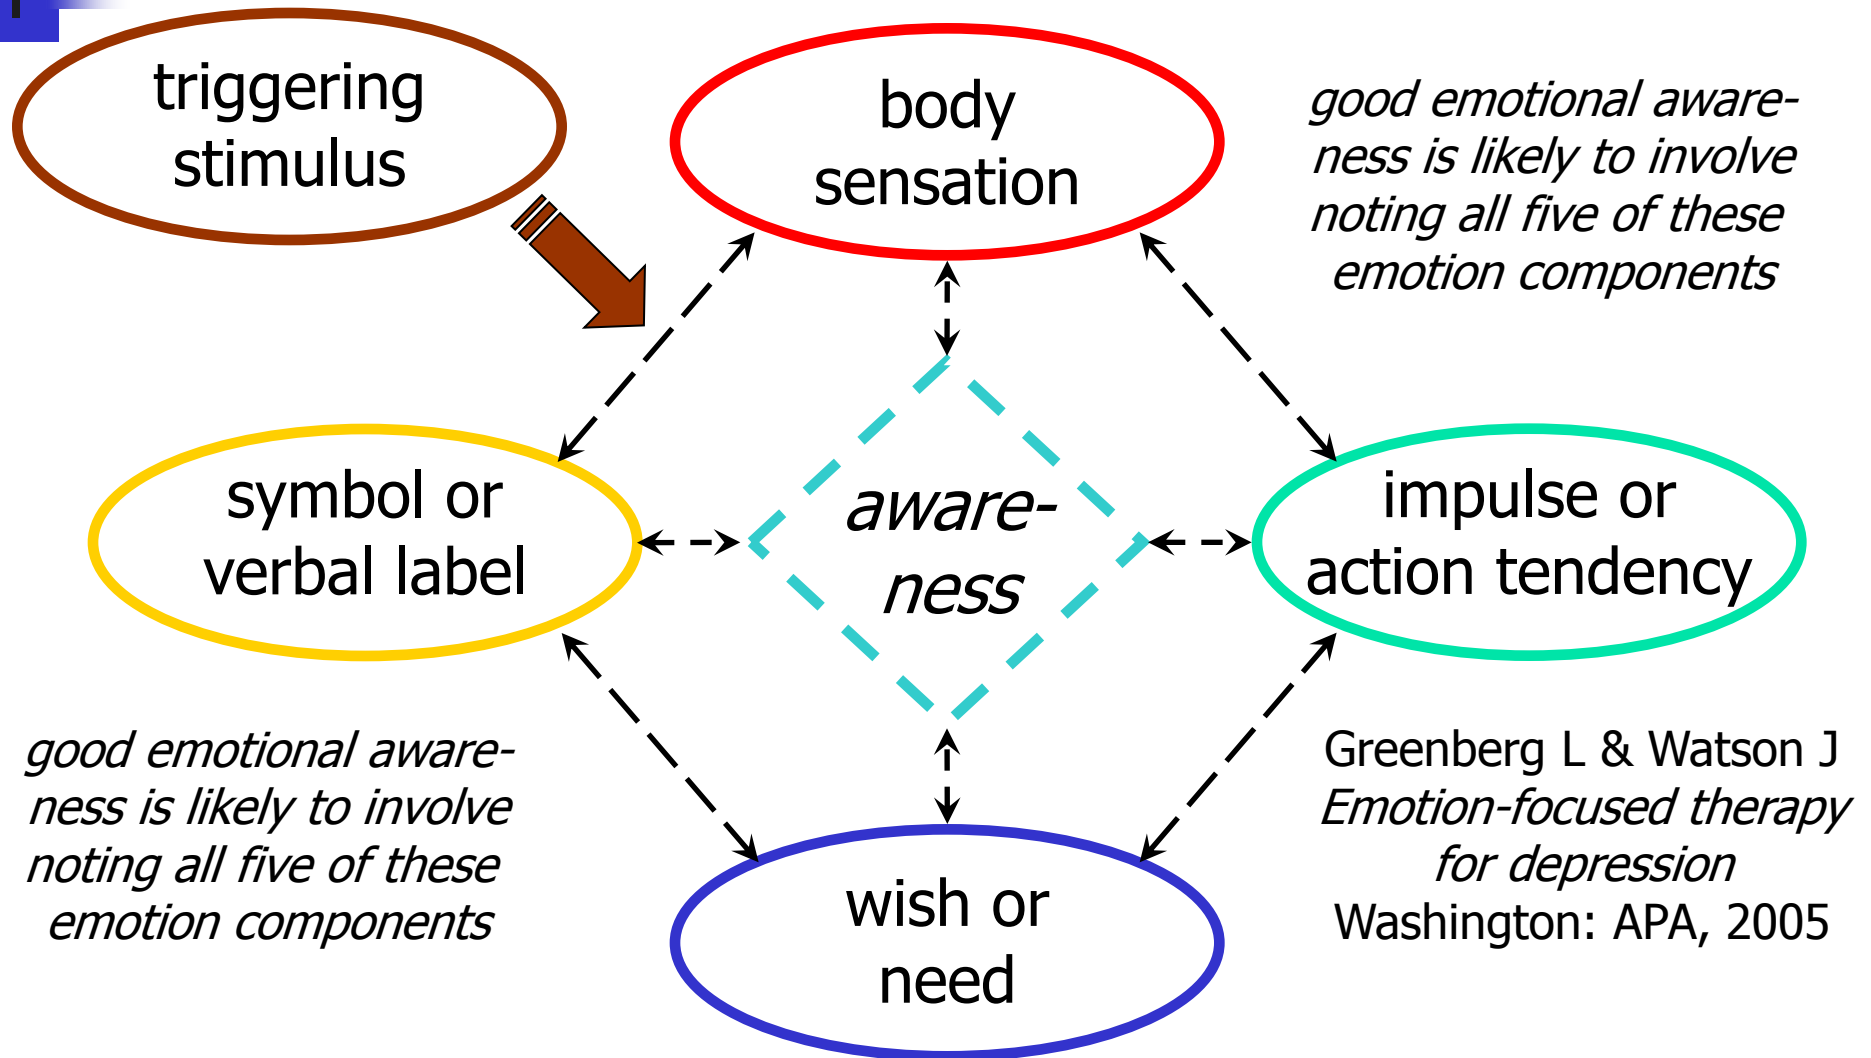 triggering
stimulus
body
sensation
good emotional aware-
ness is likely to involve
noting all five of these
emotion components
symbol or
verbal label
aware-
ness
impulse or
action tendency
good emotional aware-
ness is likely to involve
noting all five of these
emotion components
wish or
need
Greenberg L & Watson J
Emotion-focused therapy
for depression
Washington: APA, 2005